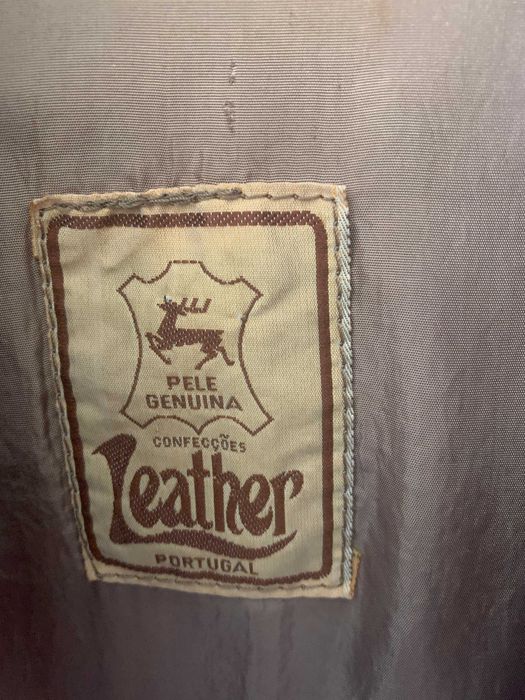 PELE
GENUINA
CONFECÇÕES
Leather
PORTUGAL